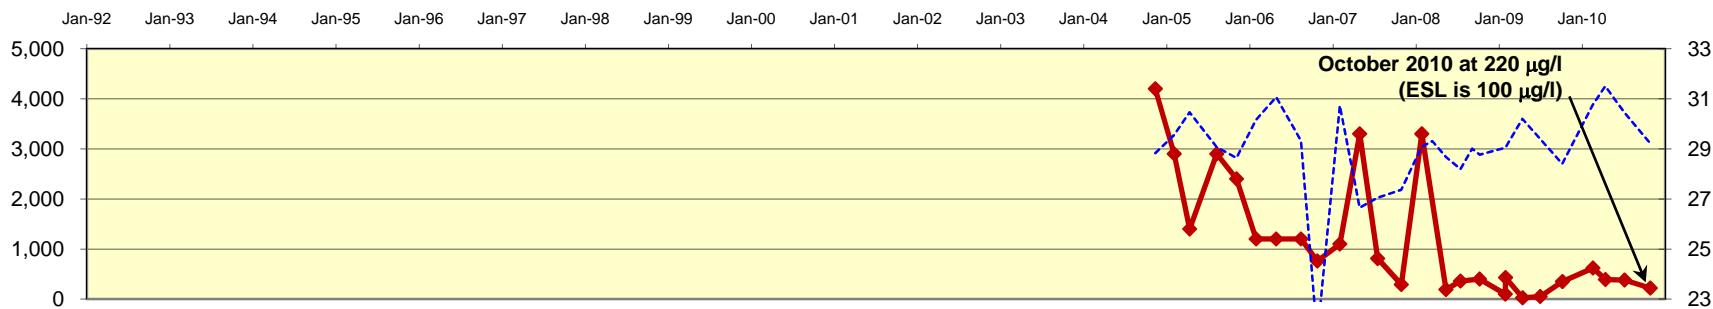 Jan-92 Jan-93 Jan-94 Jan-95 Jan-96 Jan-97 Jan-98 Jan-99 Jan-00 Jan-01 Jan-02 Jan-03 Jan-04 Jan-05 Jan-06 Jan-07 Jan-08 Jan-09 Jan-10
5,000 33
October 2010 at 220 µg/l
(ESL is 100 µg/l)
4,000 31
3,000 29
2,000 27
1,000 25
0 23